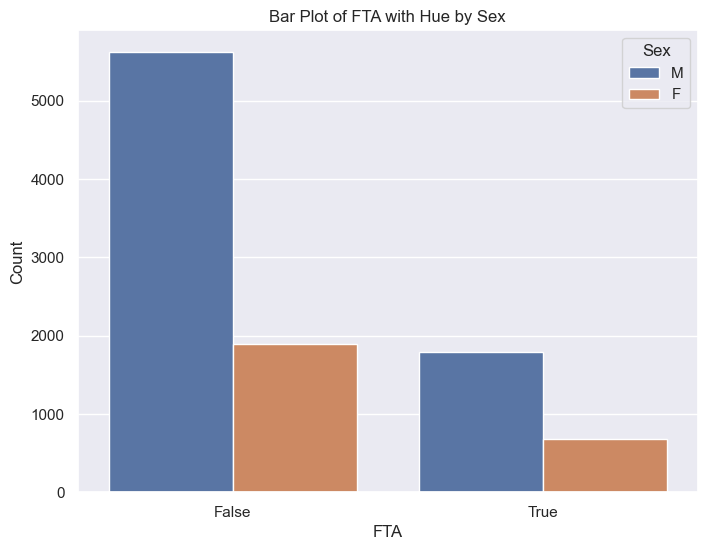 Bar Plot of FTA with Hue by Sex
Sex
M
F
5000
4000
3000
2000
1000
0
Count
False
True
FTA